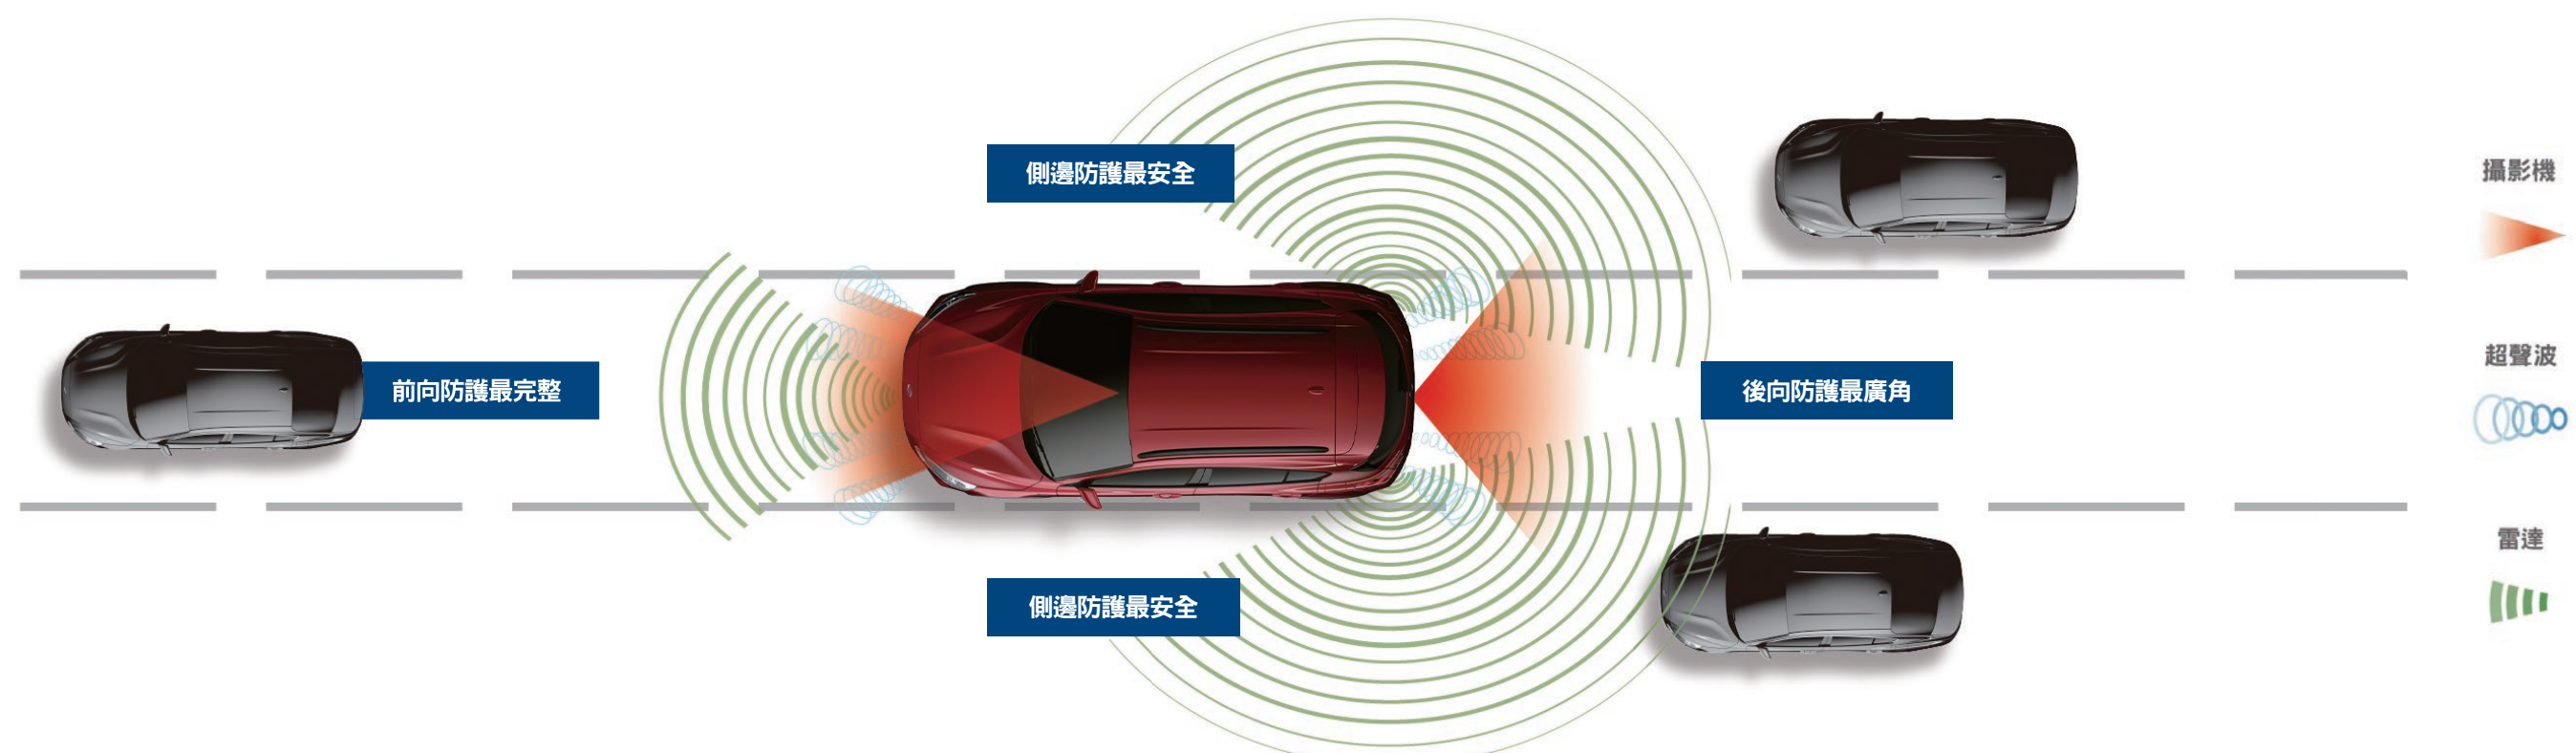 側邊防護最安全
前向防護最完整
後向防護最廣角
側邊防護最安全
攝影機
超聲波
雷達